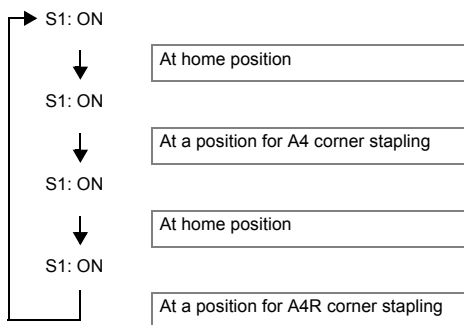 S1: ON
At home position
S1: ON
At a position for A4 corner stapling
S1: ON
At home position
S1: ON
At a position for A4R corner stapling